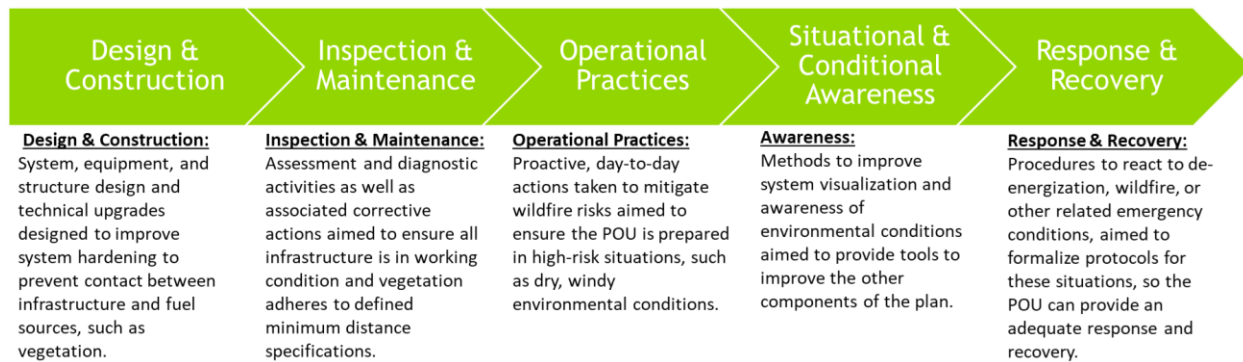 Design &
Construction
Inspection &
Maintenance
Operational
Practices
Situational &
Conditional
Awareness
Response &
Recovery
Design & Construction:
System, equipment, and
structure design and
technical upgrades
designed to improve
system hardening to
prevent contact between
infrastructure and fuel
sources, such as
vegetation.
Inspection & Maintenance:
Assessment and diagnostic
activities as well as
associated corrective
actions aimed to ensure all
infrastructure is in working
condition and vegetation
adheres to defined
minimum distance
specifications.
Operational Practices:
Proactive, day-to-day
actions taken to mitigate
wildfire risks aimed to
ensure the POU is prepared
in high-risk situations, such
as dry, windy
environmental conditions.
Awareness:
Methods to improve
system visualization and
awareness of
environmental conditions
aimed to provide tools to
improve the other
components of the plan.
Response & Recovery:
Procedures to react to de-
energization, wildfire, or
other related emergency
conditions, aimed to
formalize protocols for
these situations, so the
POU can provide an
adequate response and
recovery.